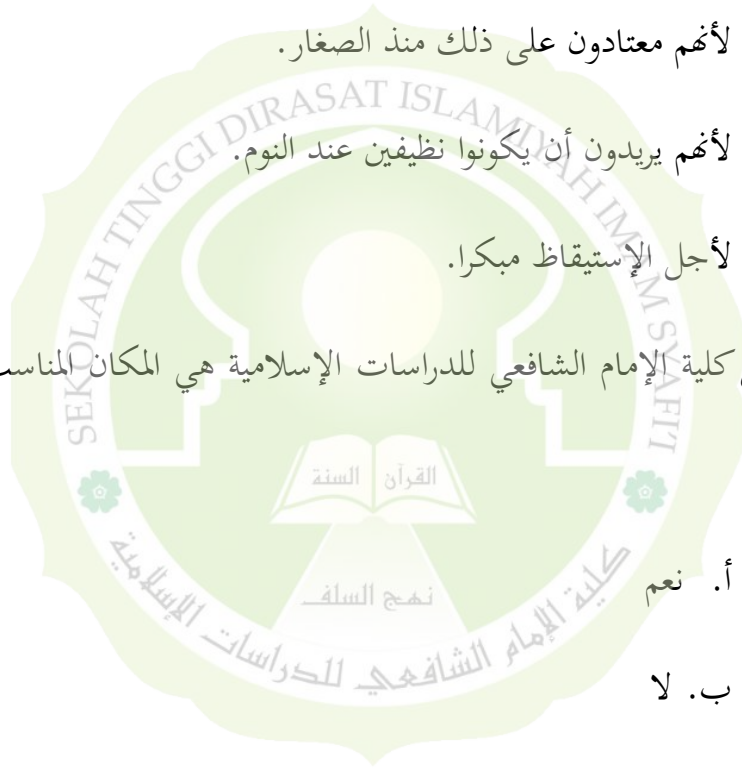 لأنهم معتادون على ذلك منذ الصغار.
لأنهم يريدون أن يكونوا نظيفين عند النوم.
لأجل الإستيقاظ مبكرا.
كلية الإمام الشافعي للدراسات الإسلامية هي المكان
أ. نعم
ب. لا
SEKOLAH TINGGI DIRASAT ISLAMIYAH IMAM SYAFI'I
القرآن السنة
نهج السلف
كلية الإمام الشافعي للدراسات الإسلامية